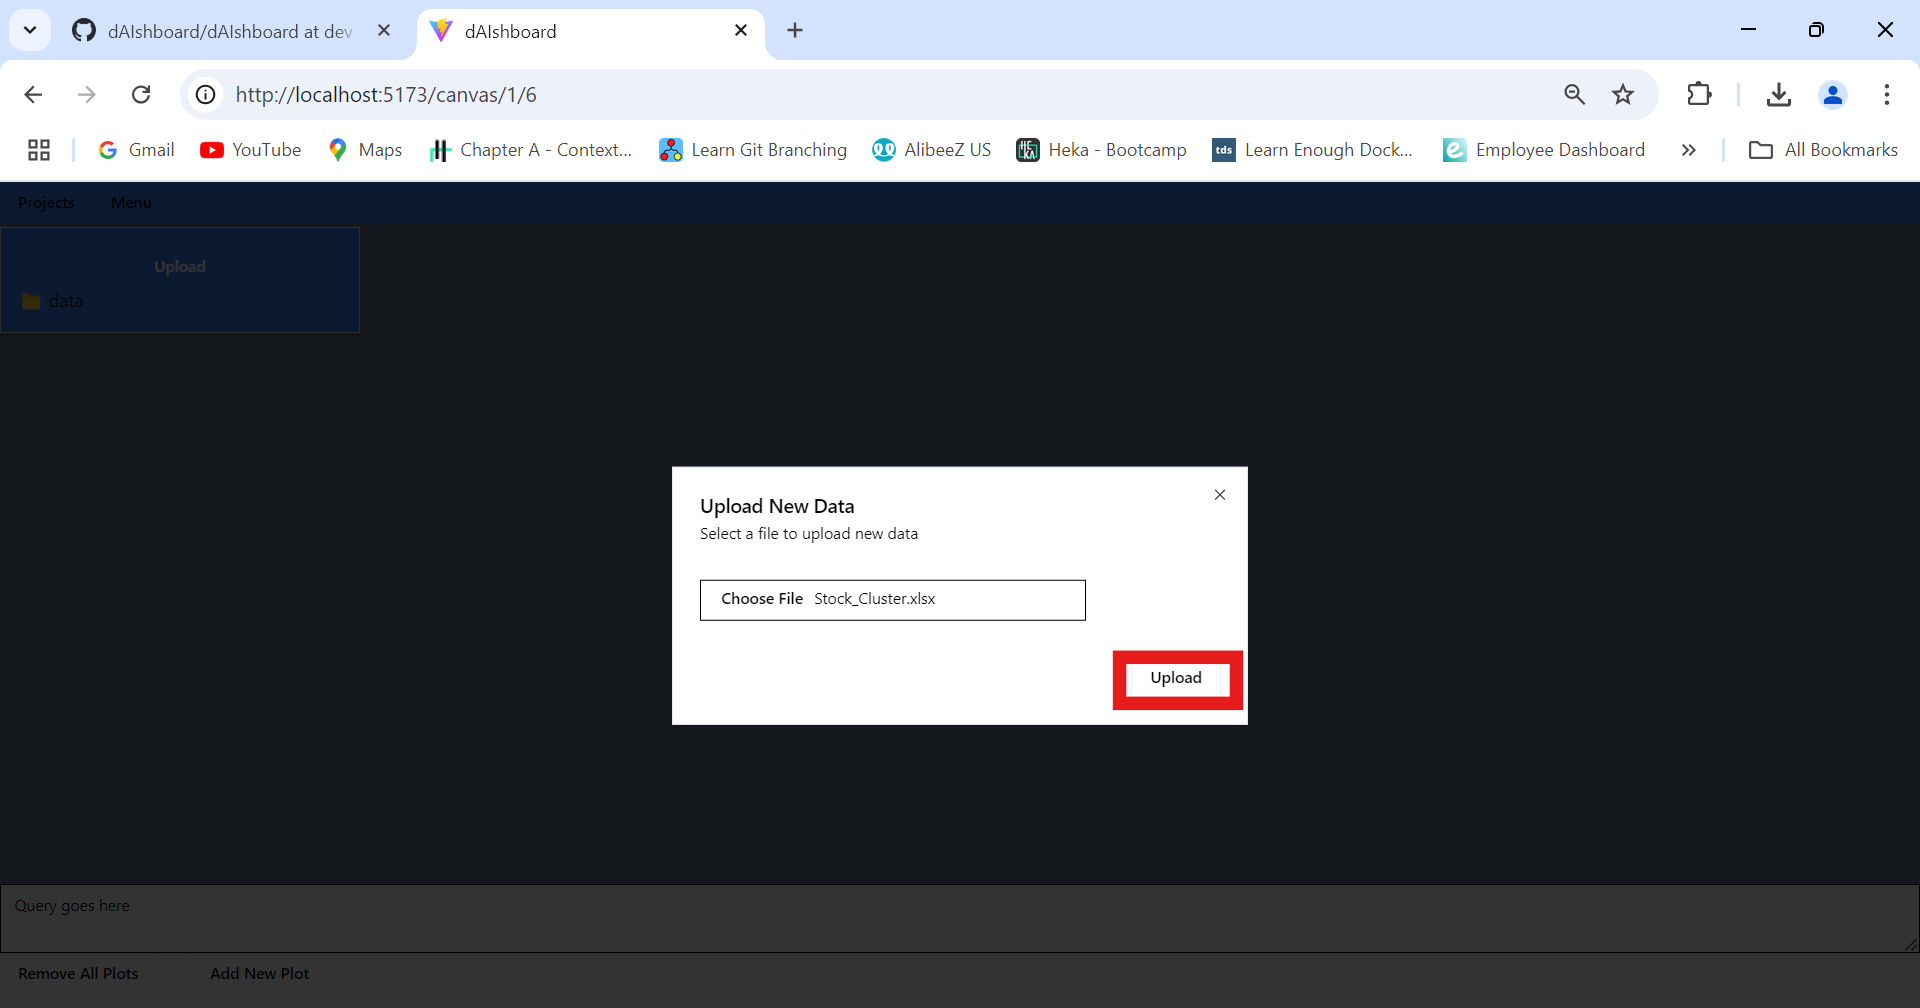 dAIshboard/dAIshboard at dev
dAIshboard
http://localhost:5173/canvas/1/6
Gmail YouTube Maps Chapter A - Context... Learn Git Branching AlibeeZ US HEKA Heka - Bootcamp tds Learn Enough Dock... Employee Dashboard All Bookmarks
Projects Menu
Upload
data
Upload New Data
Select a file to upload new data
Choose File Stock_Cluster.xlsx
Upload
Query goes here
Remove All Plots Add New Plot